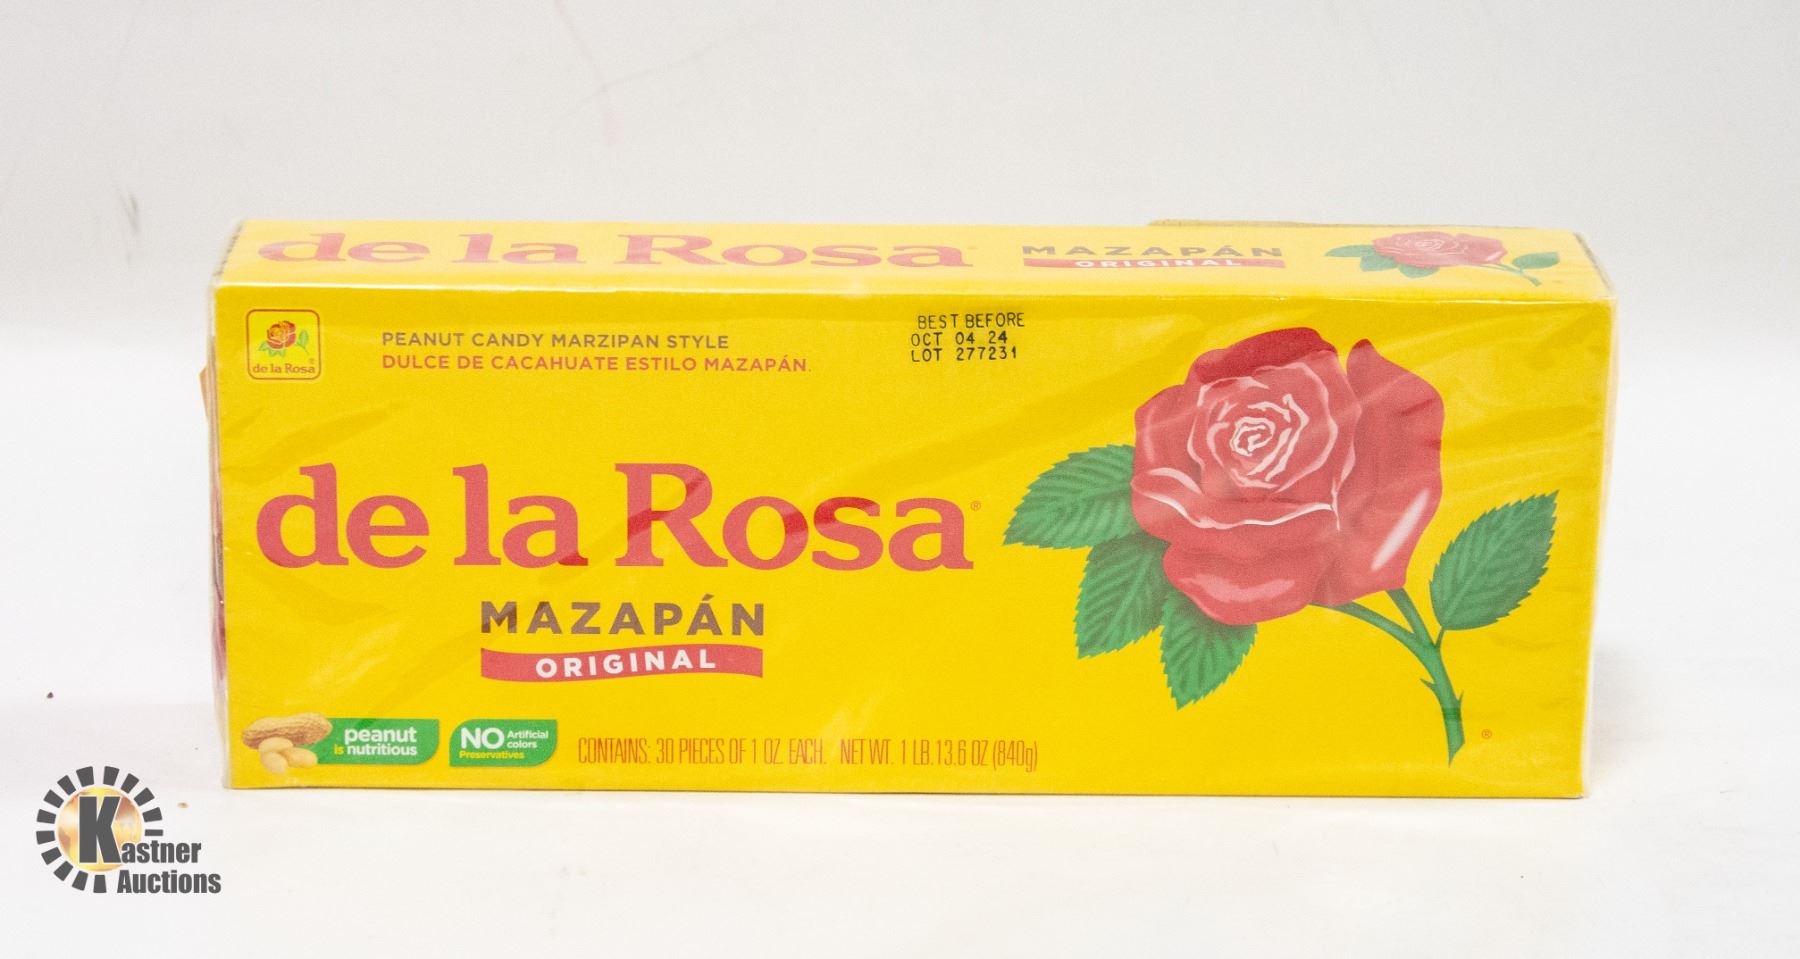 de la Rosa MAZAPÁN
ORIGINAL
de la Rosa®
PEANUT CANDY MARZIPAN STYLE
DULCE DE CACAHUATE ESTILO MAZAPÁN.
BEST BEFORE
OCT 04 24
LOT 277231
de la Rosa®
MAZAPÁN
ORIGINAL
peanut
is nutritious
NO Artificial
colors
Preservatives
CONTAINS: 30 PIECES OF 1 OZ. EACH. NET WT. 1 LB. 13.6 OZ (840g)
®
Kastner
Auctions